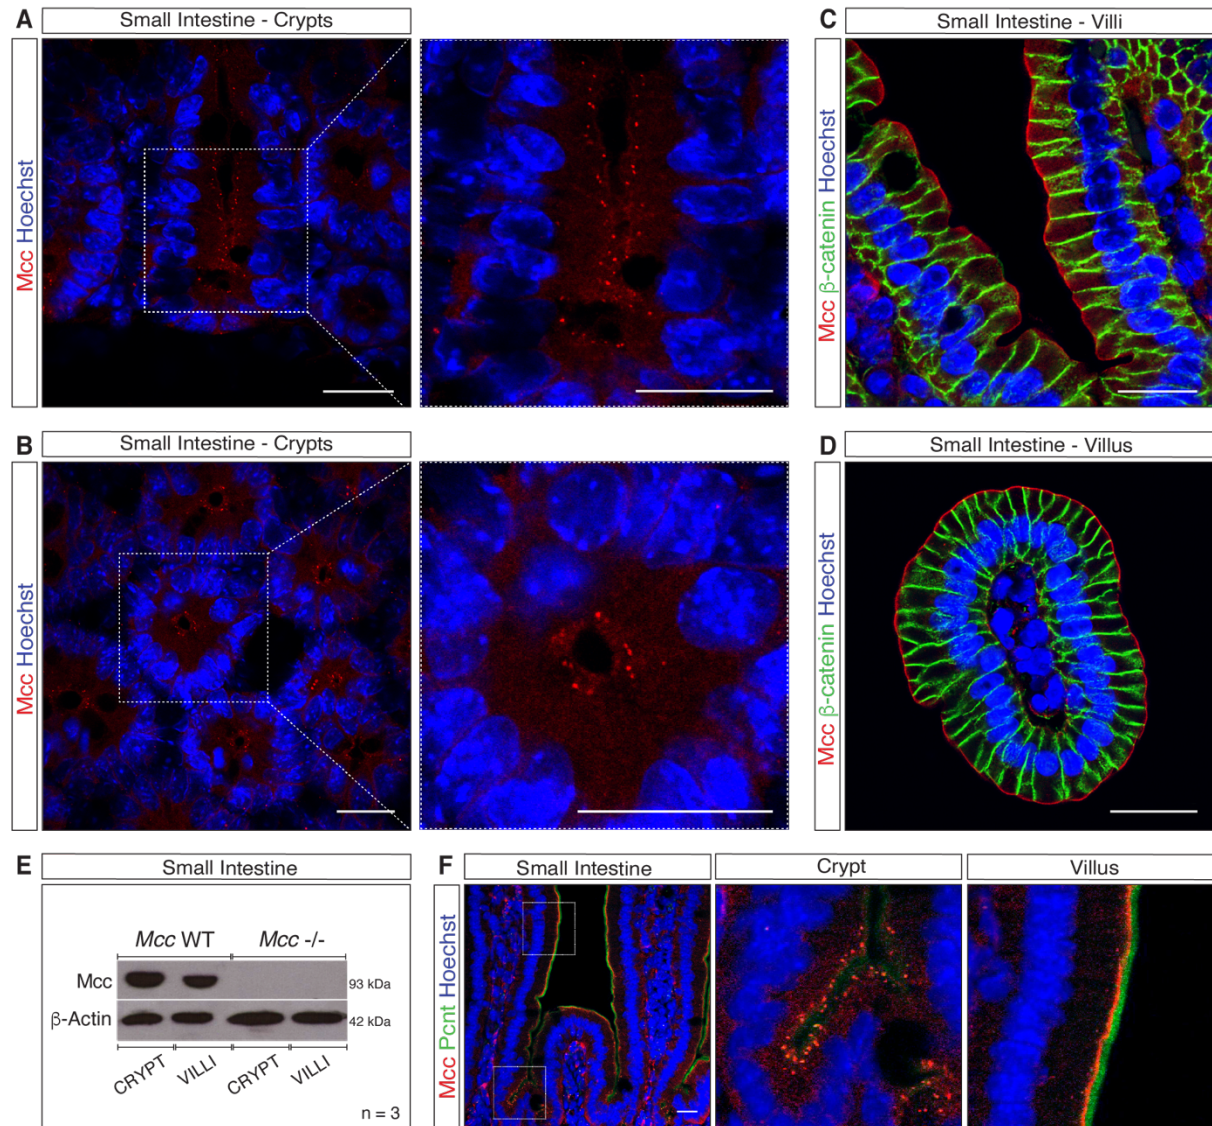 A
Small Intestine - Crypts
Mcc Hoechst
C
Small Intestine - Villi
Mcc β-catenin Hoechst
B
Small Intestine - Crypts
Mcc Hoechst
D
Small Intestine - Villus
Mcc β-catenin Hoechst
E
Small Intestine
Mcc WT
Mcc -/-
Mcc
93 kDa
β-Actin
42 kDa
CRYPT
VILLI
CRYPT
VILLI
n = 3
F
Small Intestine
Crypt
Villus
Mcc Pcnt Hoechst